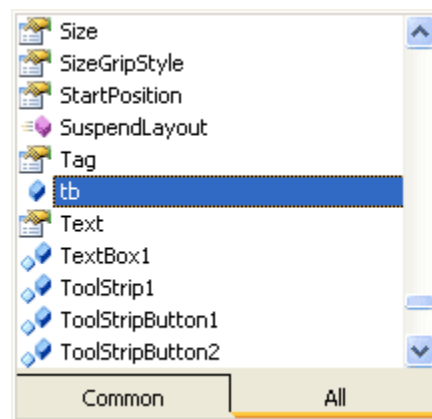 Size
SizeGripStyle
StartPosition
SuspendLayout
Tag
tb
Text
TextBox1
ToolStrip1
ToolStripButton1
ToolStripButton2
Common All